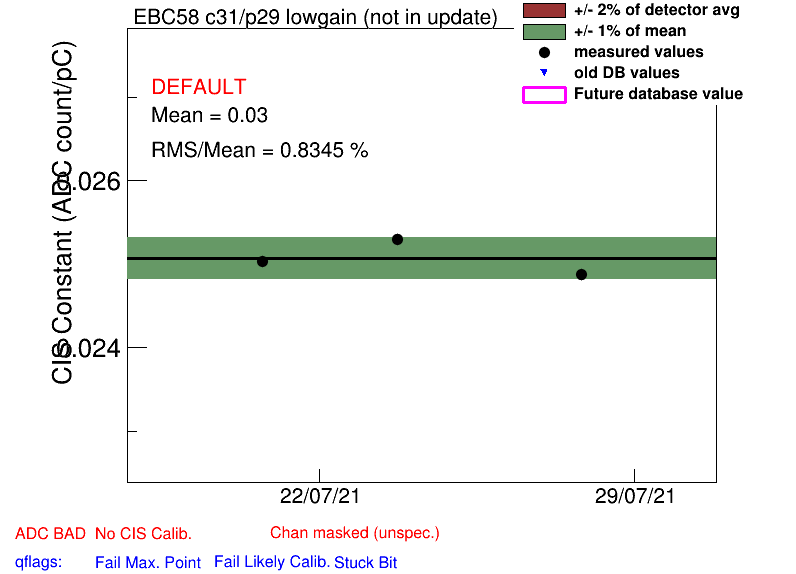 EBC58 c31/p29 lowgain (not in update)
+/- 2% of detector avg
+/- 1% of mean
measured values
old DB values
Future database value
DEFAULT
Mean = 0.03
RMS/Mean = 0.8345 %
CIS Constant (ADC count/pC)
0.026
0.024
22/07/21 29/07/21
ADC BAD No CIS Calib. Chan masked (unspec.)
qflags: Fail Max. Point Fail Likely Calib. Stuck Bit